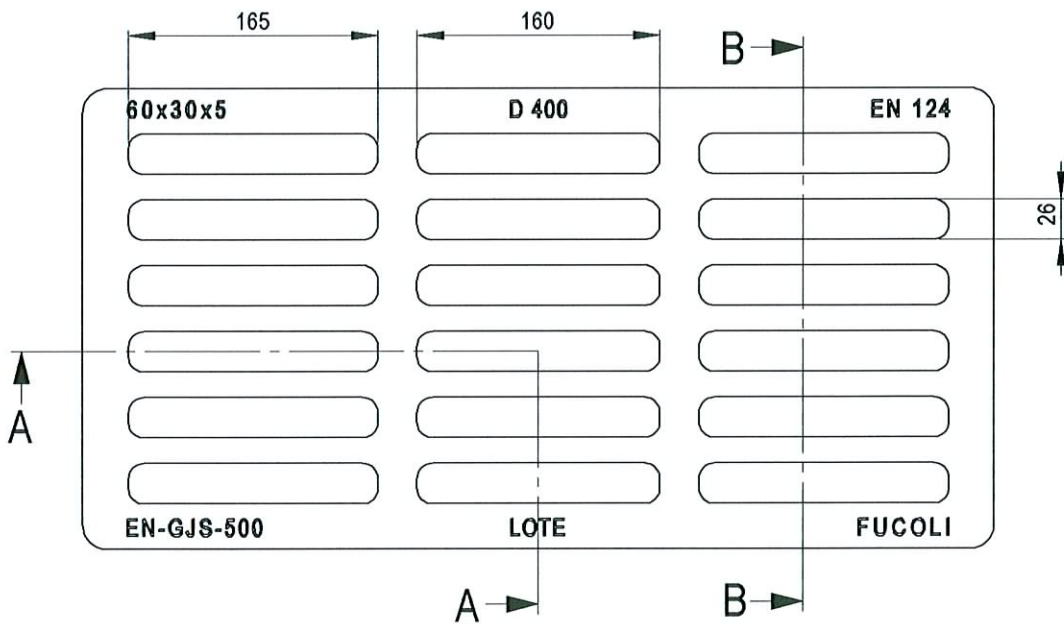 165 160
B
60x30x5 D 400 EN 124
26
A
EN-GJS-500 LOTE FUCOLI
A B